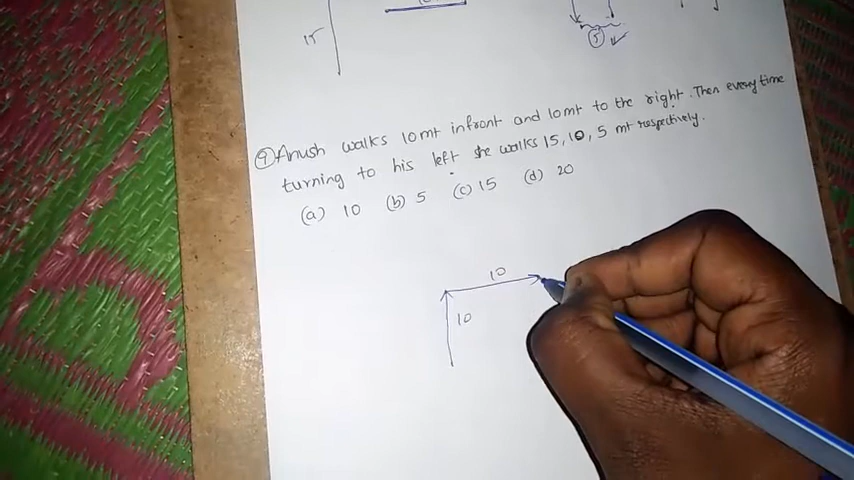 15
5
9 Anush walks 10mt infront and 10mt to the right. Then every time
turning to his left she walks 15, 10, 5 mt respectively.
(a) 10 (b) 5 (c) 15 (d) 20
10
10